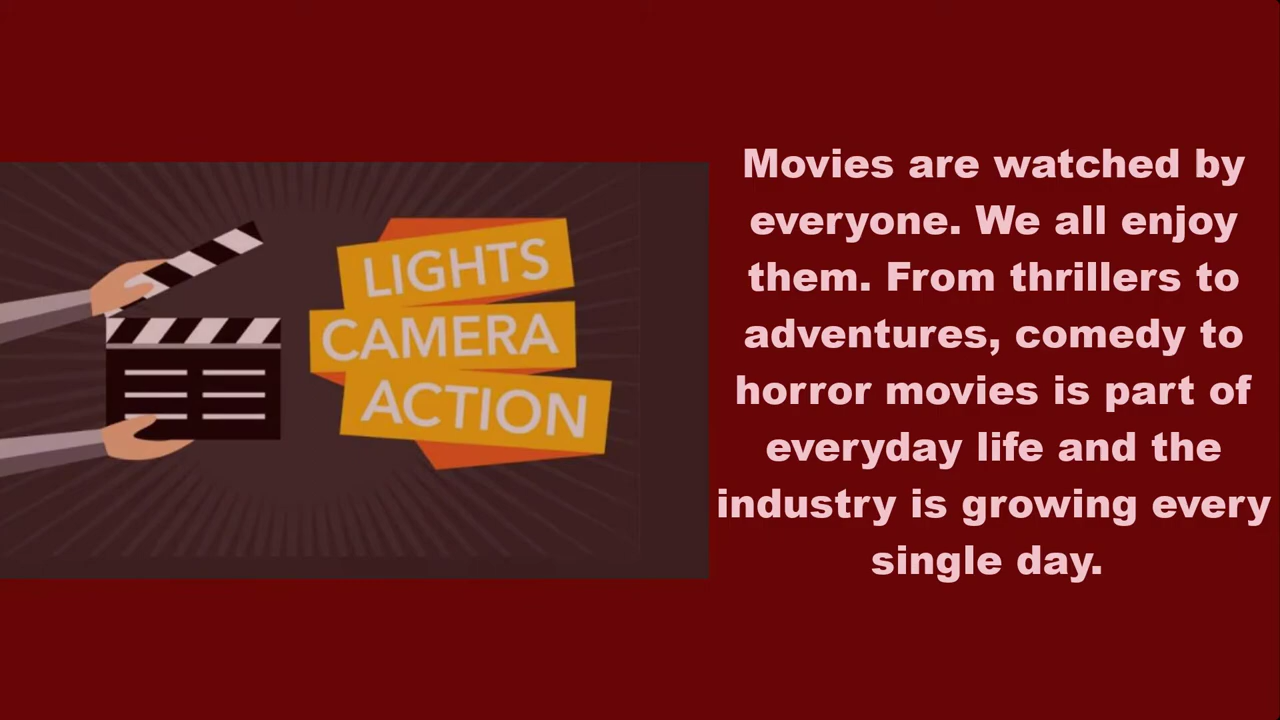 LIGHTS
CAMERA
ACTION
Movies are watched by
everyone. We all enjoy
them. From thrillers to
adventures, comedy to
horror movies is part of
everyday life and the
industry is growing every
single day.